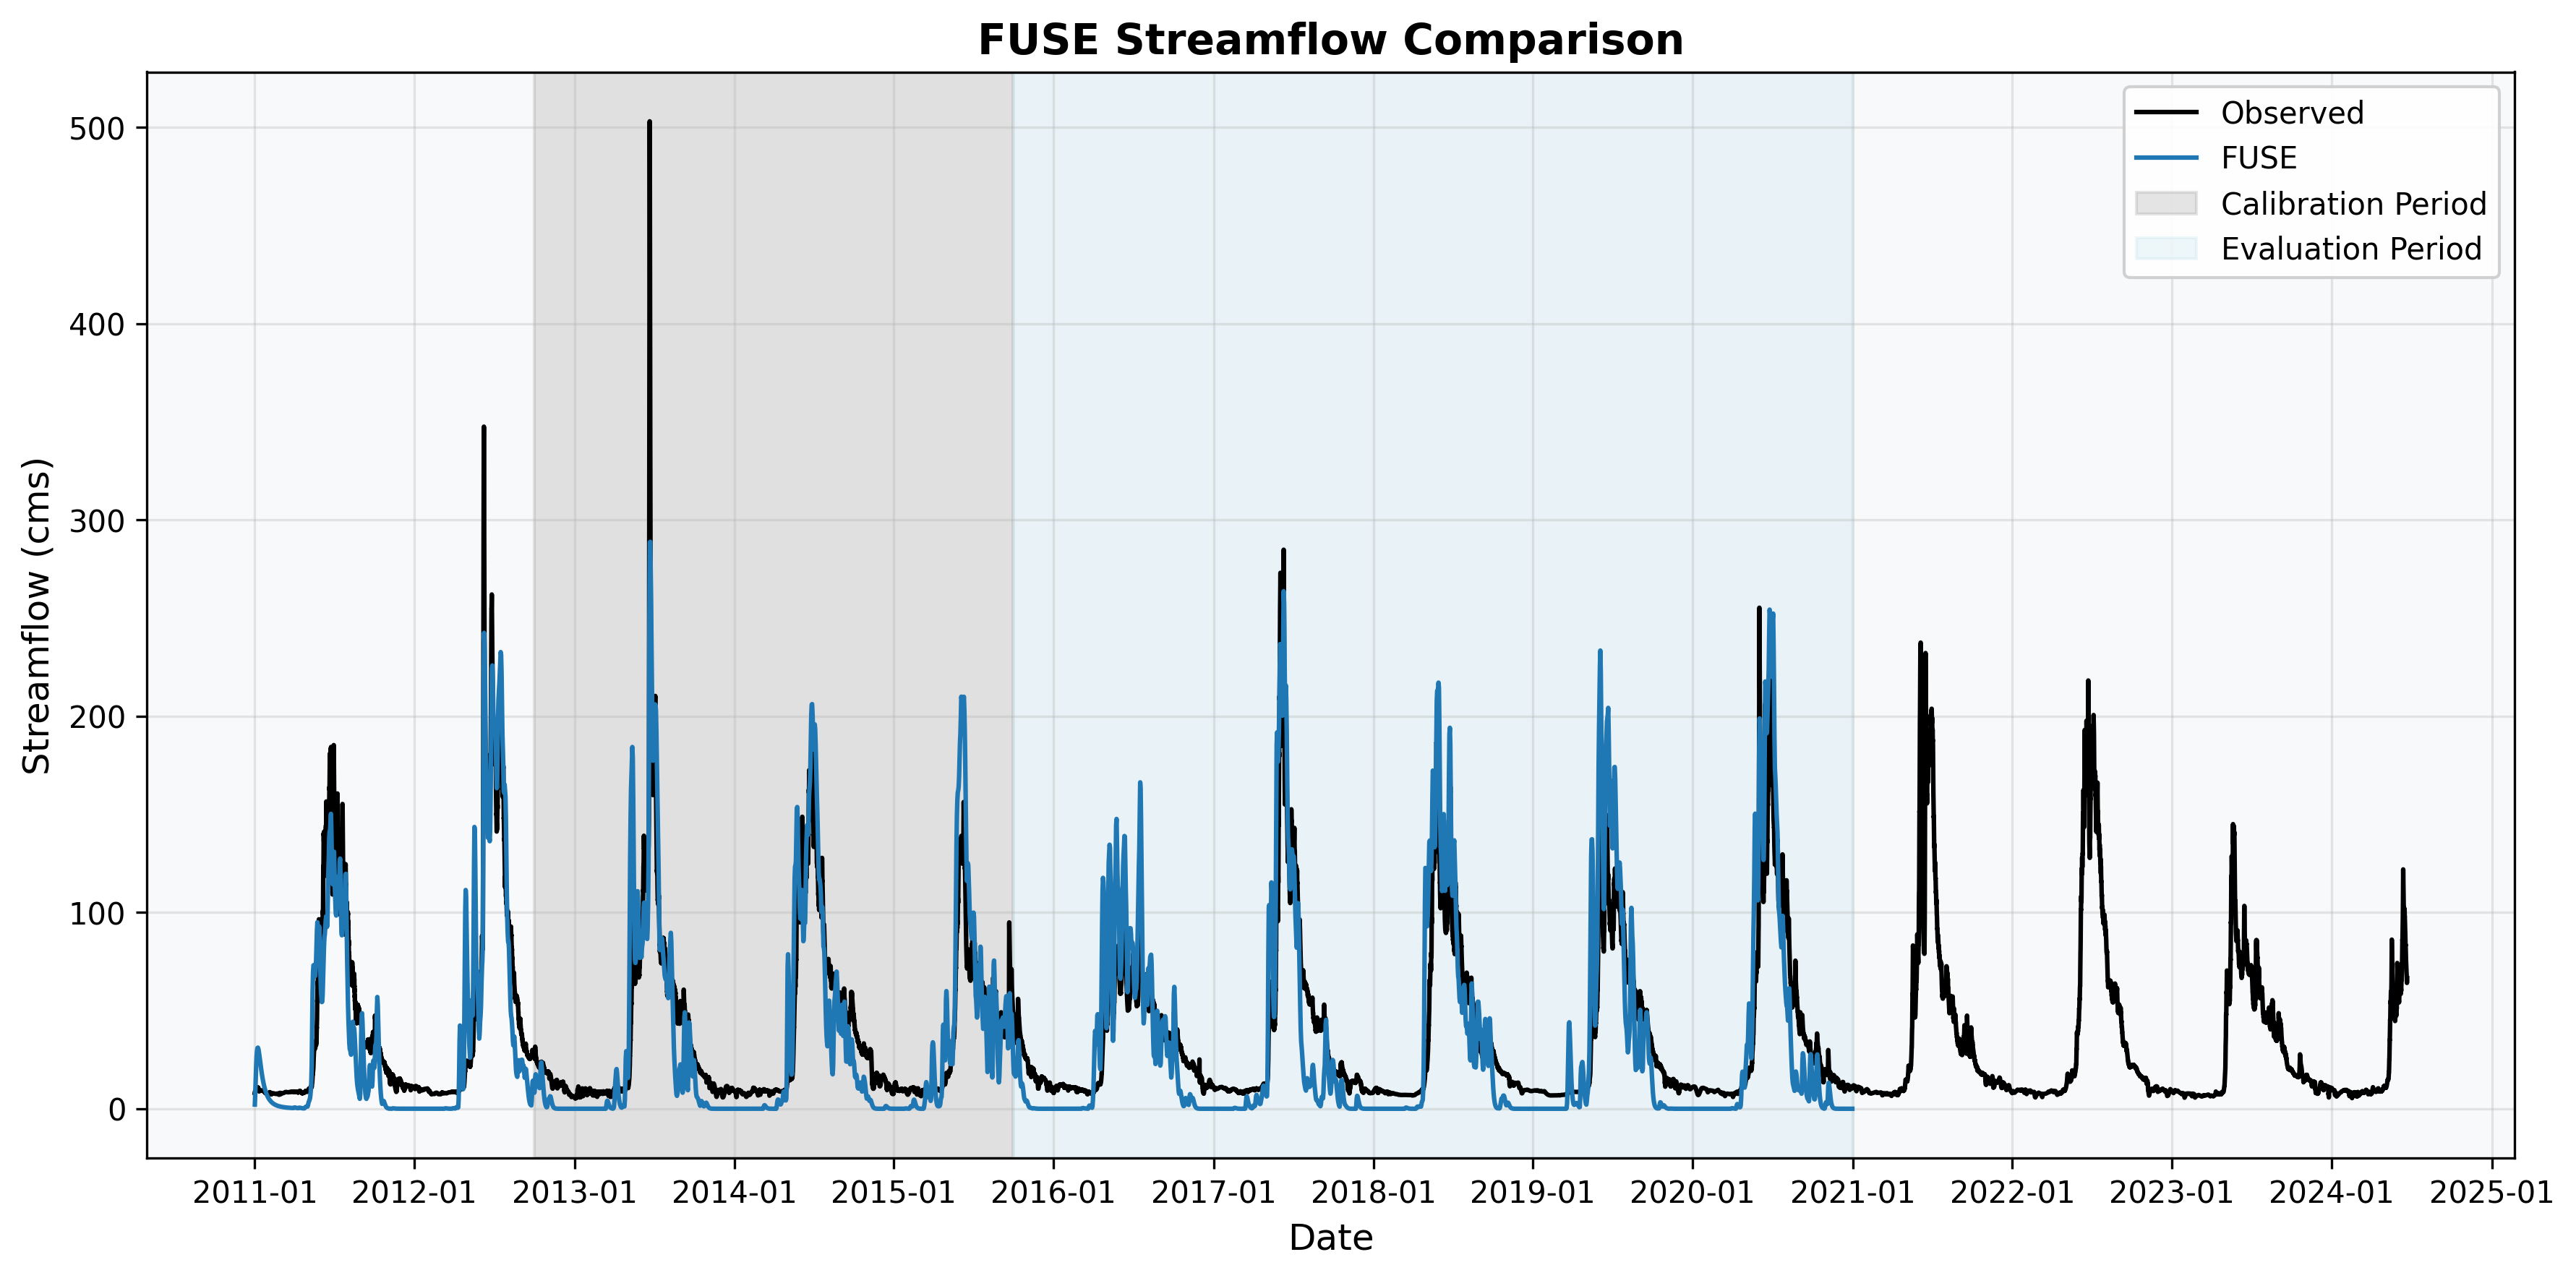 FUSE Streamflow Comparison
Observed
FUSE
Calibration Period
Evaluation Period
Streamflow (cms)
500
400
300
200
100
0
2011-01 2012-01 2013-01 2014-01 2015-01 2016-01 2017-01 2018-01 2019-01 2020-01 2021-01 2022-01 2023-01 2024-01 2025-01
Date